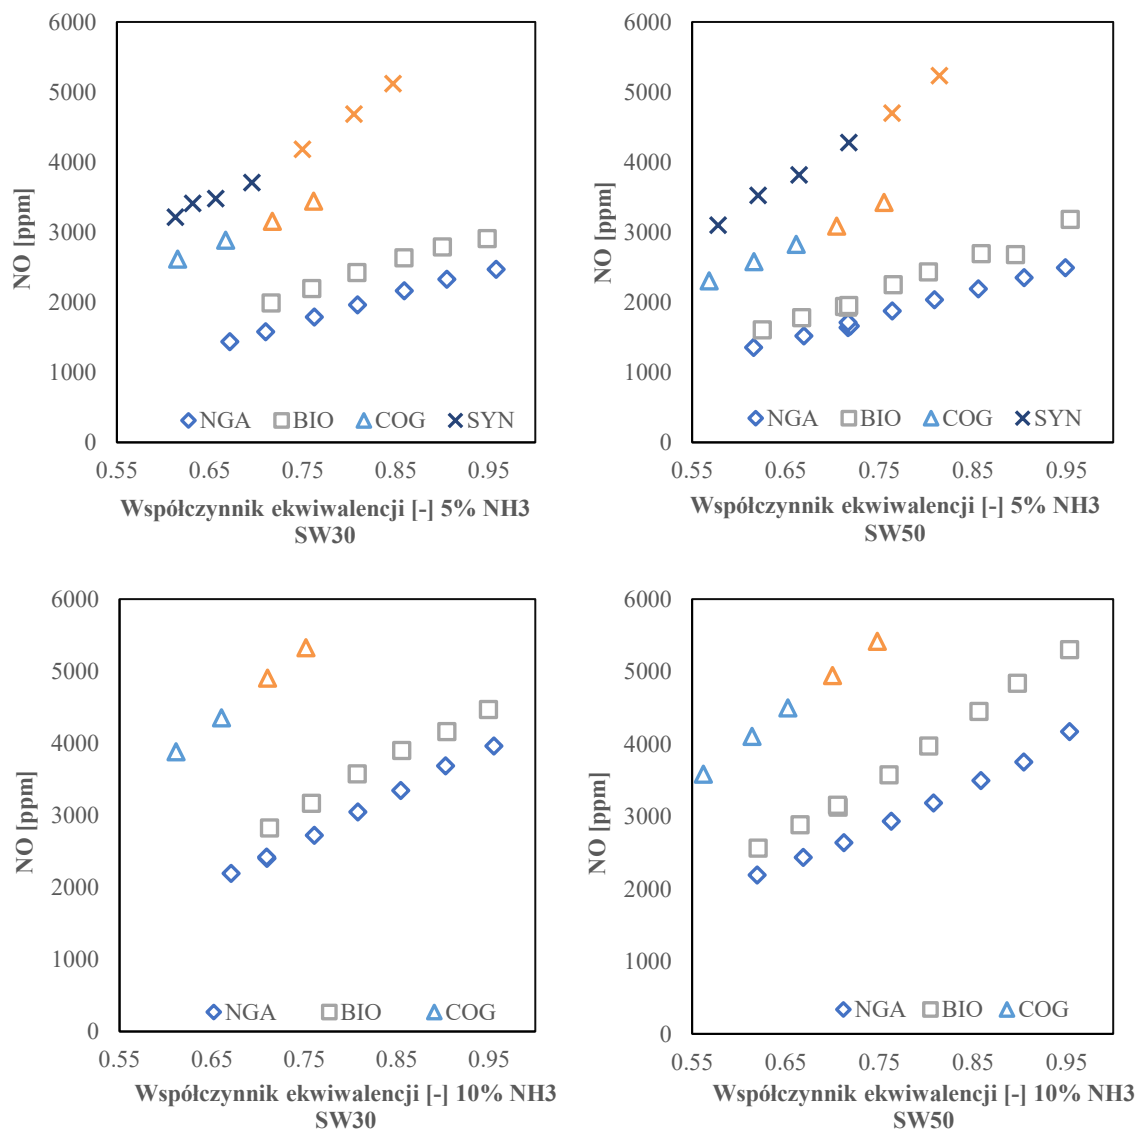 6000
5000
4000
3000
2000
1000
0
NO [ppm]
NGA BIO COG SYN
0.55 0.65 0.75 0.85 0.95
Współczynnik ekwiwalencji [-] 5% NH3
SW30
6000
5000
4000
3000
2000
1000
0
NO [ppm]
NGA BIO COG SYN
0.55 0.65 0.75 0.85 0.95
Współczynnik ekwiwalencji [-] 5% NH3
SW50
6000
5000
4000
3000
2000
1000
0
NO [ppm]
NGA BIO COG
0.55 0.65 0.75 0.85 0.95
Współczynnik ekwiwalencji [-] 10% NH3
SW30
6000
5000
4000
3000
2000
1000
0
NO [ppm]
NGA BIO COG
0.55 0.65 0.75 0.85 0.95
Współczynnik ekwiwalencji [-] 10% NH3
SW50